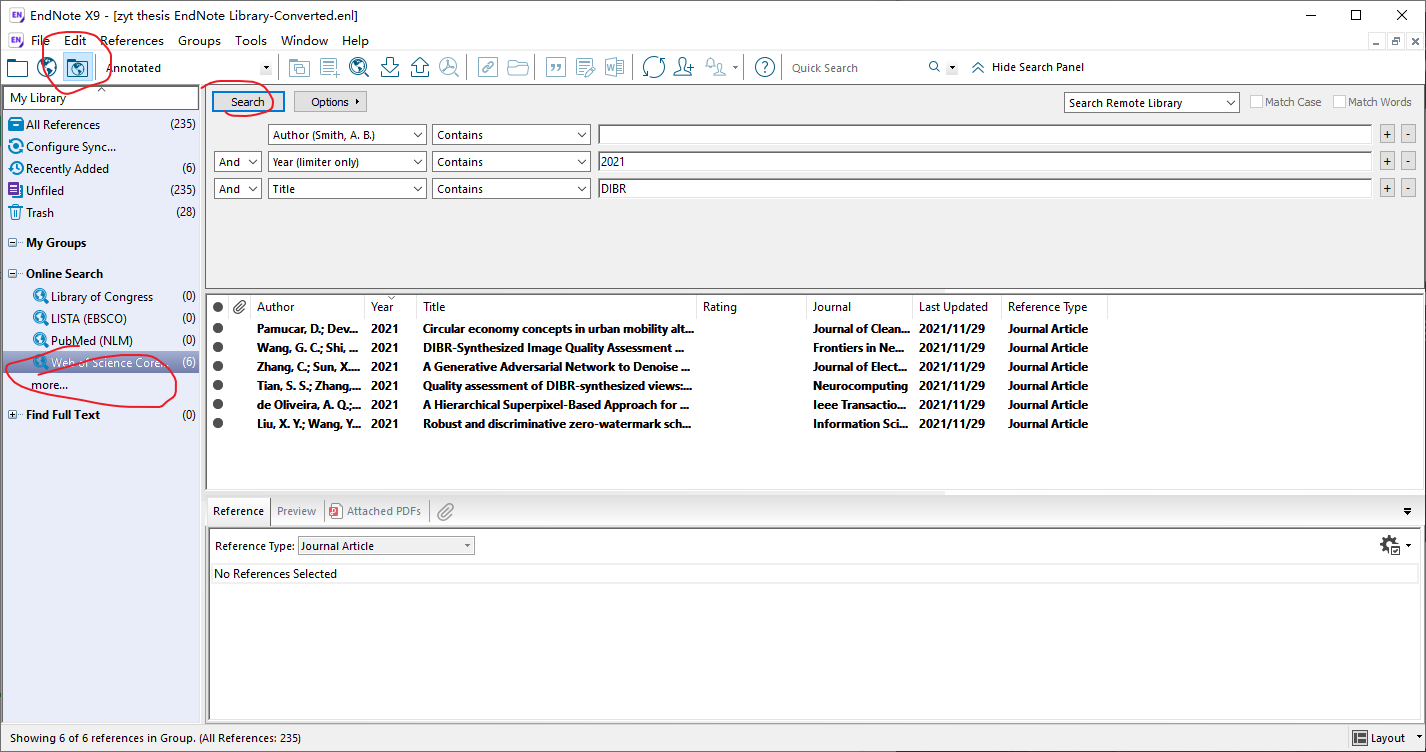 EndNote X9 - [zyt thesis EndNote Library-Converted.enl]
File Edit References Groups Tools Window Help
Annotated Quick Search Hide Search Panel
My Library
All References (235)
Configure Sync...
Recently Added (6)
Unfiled (235)
Trash (28)
My Groups
Online Search
Library of Congress (0)
LISTA (EBSCO) (0)
PubMed (NLM) (0)
Web of Science Core... (6)
more...
Find Full Text (0)
Search Options Search Remote Library Match Case Match Words
Author (Smith, A. B.) Contains + -
And Year (limiter only) Contains 2021 + -
And Title Contains DIBR + -
Author Year Title Rating Journal Last Updated Reference Type
Pamucar, D.; Dev... 2021 Circular economy concepts in urban mobility alt... Journal of Clean... 2021/11/29 Journal Article
Wang, G. C.; Shi, ... 2021 DIBR-Synthesized Image Quality Assessment ... Frontiers in Ne... 2021/11/29 Journal Article
Zhang, C.; Sun, X.... 2021 A Generative Adversarial Network to Denoise ... Journal of Elect... 2021/11/29 Journal Article
Tian, S. S.; Zhang,... 2021 Quality assessment of DIBR-synthesized views:... Neurocomputing 2021/11/29 Journal Article
de Oliveira, A. Q.;... 2021 A Hierarchical Superpixel-Based Approach for ... Ieee Transactio... 2021/11/29 Journal Article
Liu, X. Y.; Wang, Y... 2021 Robust and discriminative zero-watermark sch... Information Sci... 2021/11/29 Journal Article
Reference Preview Attached PDFs
Reference Type: Journal Article
No References Selected
Showing 6 of 6 references in Group. (All References: 235) Layout